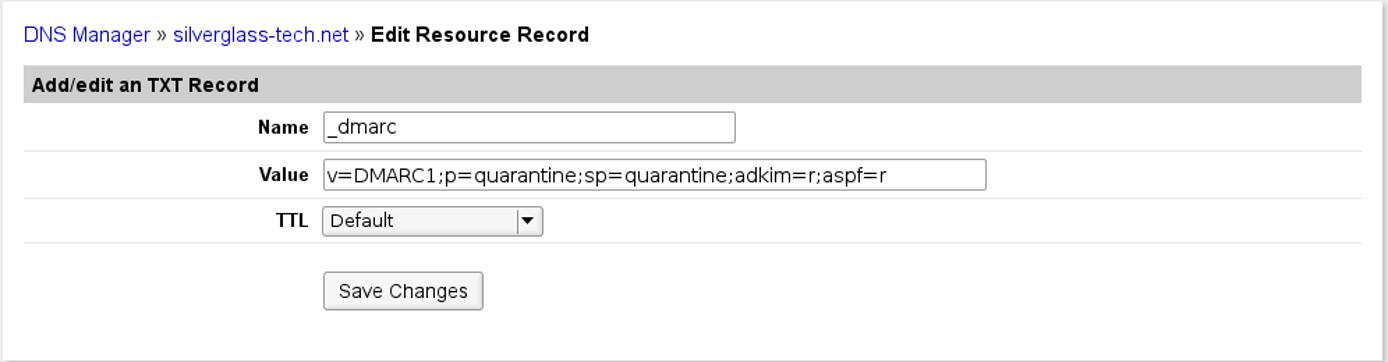 DNS Manager » silverglass-tech.net » Edit Resource Record
Add/edit an TXT Record
Name _dmarc
Value v=DMARC1;p=quarantine;sp=quarantine;adkim=r;aspf=r
TTL Default
Save Changes